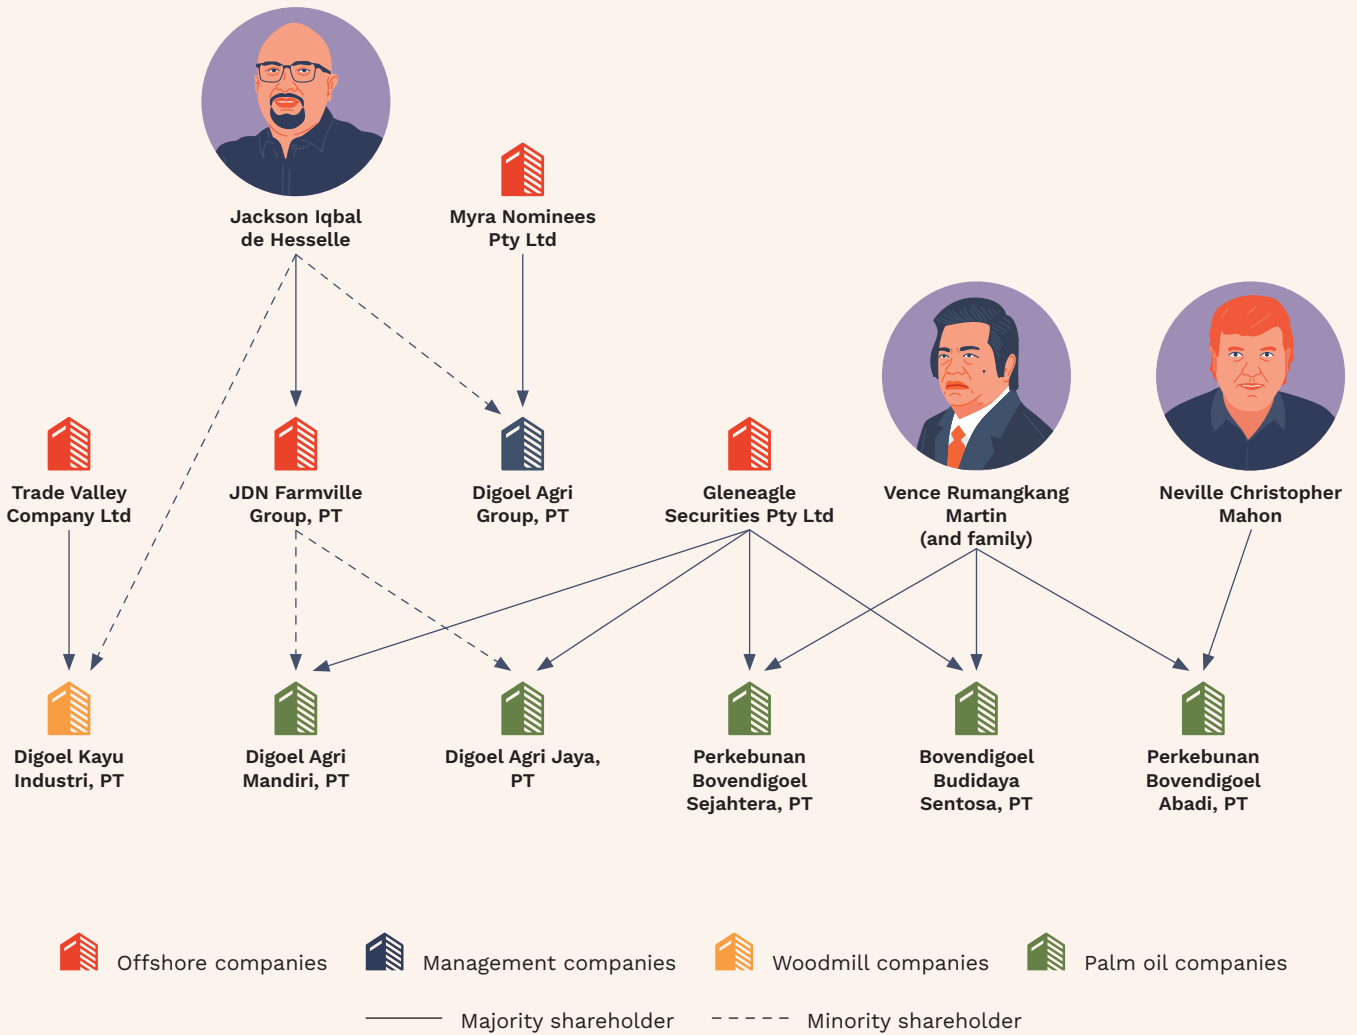 Jackson Iqbal
de Hesselle
Myra Nominees
Pty Ltd
Trade Valley
Company Ltd
JDN Farmville
Group, PT
Digoel Agri
Group, PT
Gleneagle
Securities Pty Ltd
Vence Rumangkang
Martin
(and family)
Neville Christopher
Mahon
Digoel Kayu
Industri, PT
Digoel Agri
Mandiri, PT
Digoel Agri Jaya,
PT
Perkebunan
Bovendigoel
Sejahtera, PT
Bovendigoel
Budidaya
Sentosa, PT
Perkebunan
Bovendigoel
Abadi, PT
Offshore companies
Management companies
Woodmill companies
Palm oil companies
Majority shareholder
Minority shareholder